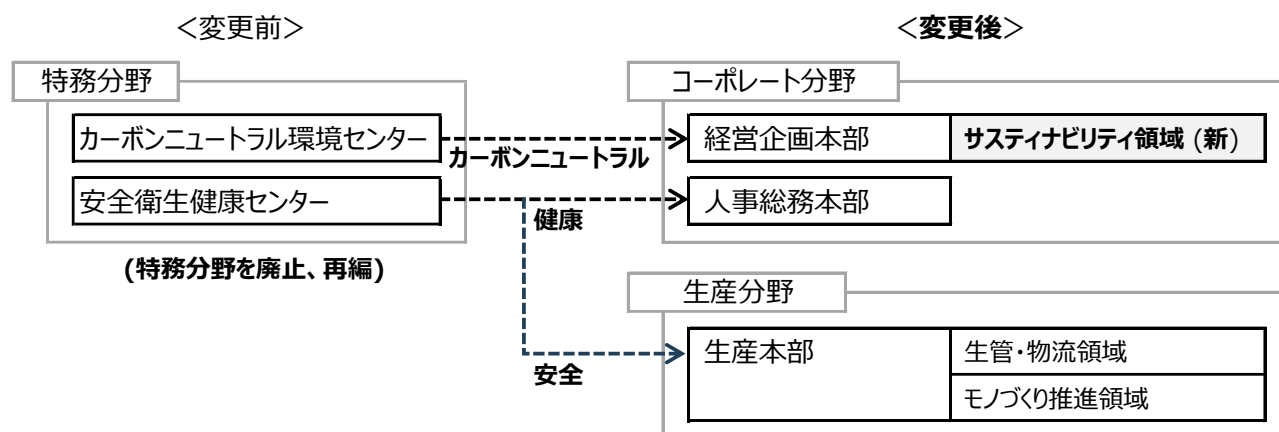 <変更前>
<変更後>
特務分野
カーボンニュートラル環境センター
安全衛生健康センター
(特務分野を廃止、再編)
カーボンニュートラル
健康
安全
コーポレート分野
経営企画本部
サスティナビリティ領域 (新)
人事総務本部
生産分野
生産本部
生管・物流領域
モノづくり推進領域